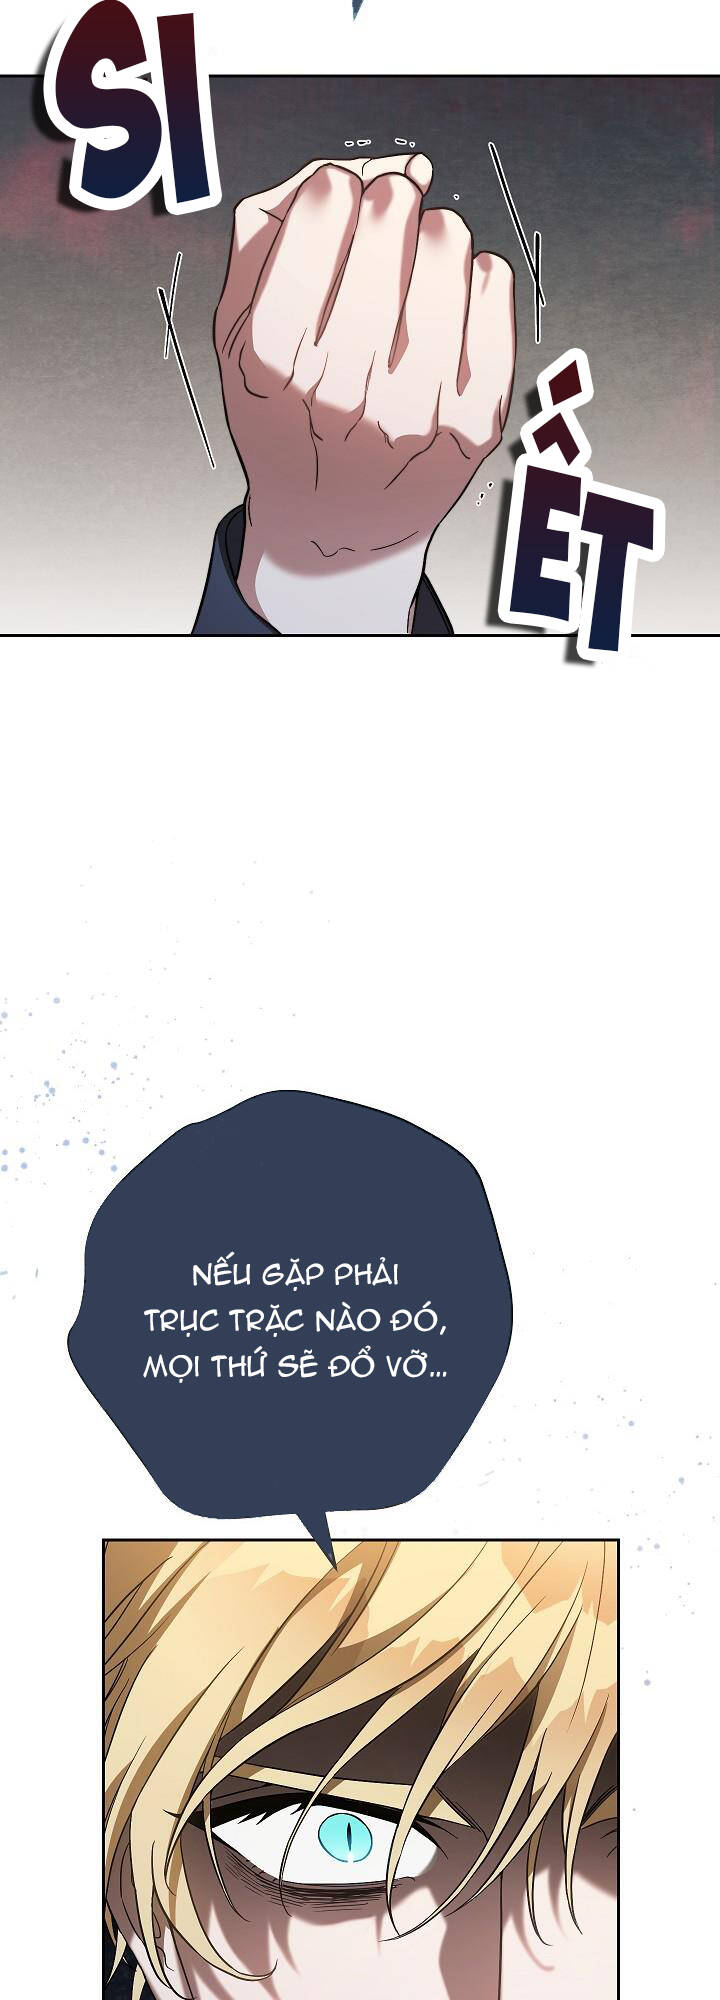 SI
ẾT
NẾU GẶP PHẢI
TRỤC TRẶC NÀO ĐÓ,
MỌI THỨ SẼ ĐỔ VỠ...